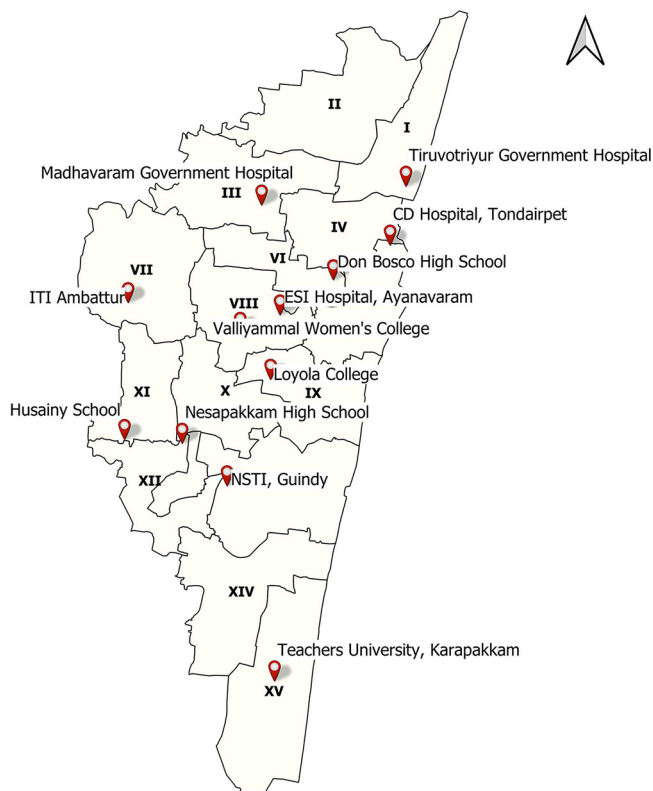 II
I
Tiruvotriyur Government Hospital
Madhavaram Government Hospital
III
CD Hospital, Tondairpet
IV
VI
Don Bosco High School
VII
ITI Ambattur
VIII
ESI Hospital, Ayanavaram
Valliyammal Women's College
Loyola College
XI
X
IX
Husainy School
Nesapakkam High School
XII
NSTI, Guindy
XIV
Teachers University, Karapakkam
XV